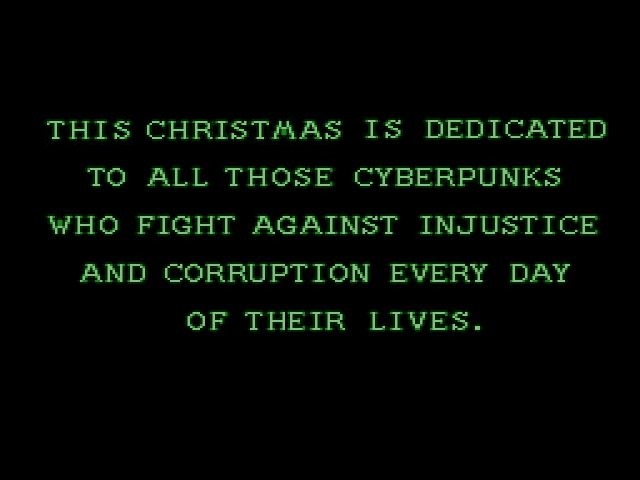 THIS CHRISTMAS IS DEDICATED
TO ALL THOSE CYBERPUNKS
WHO FIGHT AGAINST INJUSTICE
AND CORRUPTION EVERY DAY
OF THEIR LIVES.